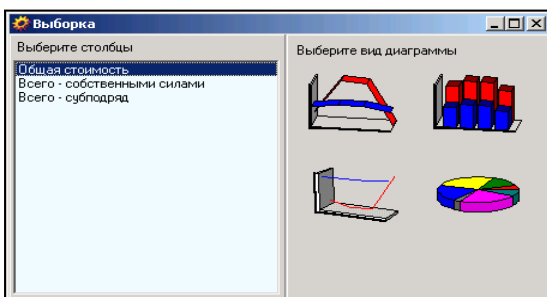 Выборка
Выберите столбцы
Общая стоимость
Всего - собственными силами
Всего - субподряд
Выберите вид диаграммы